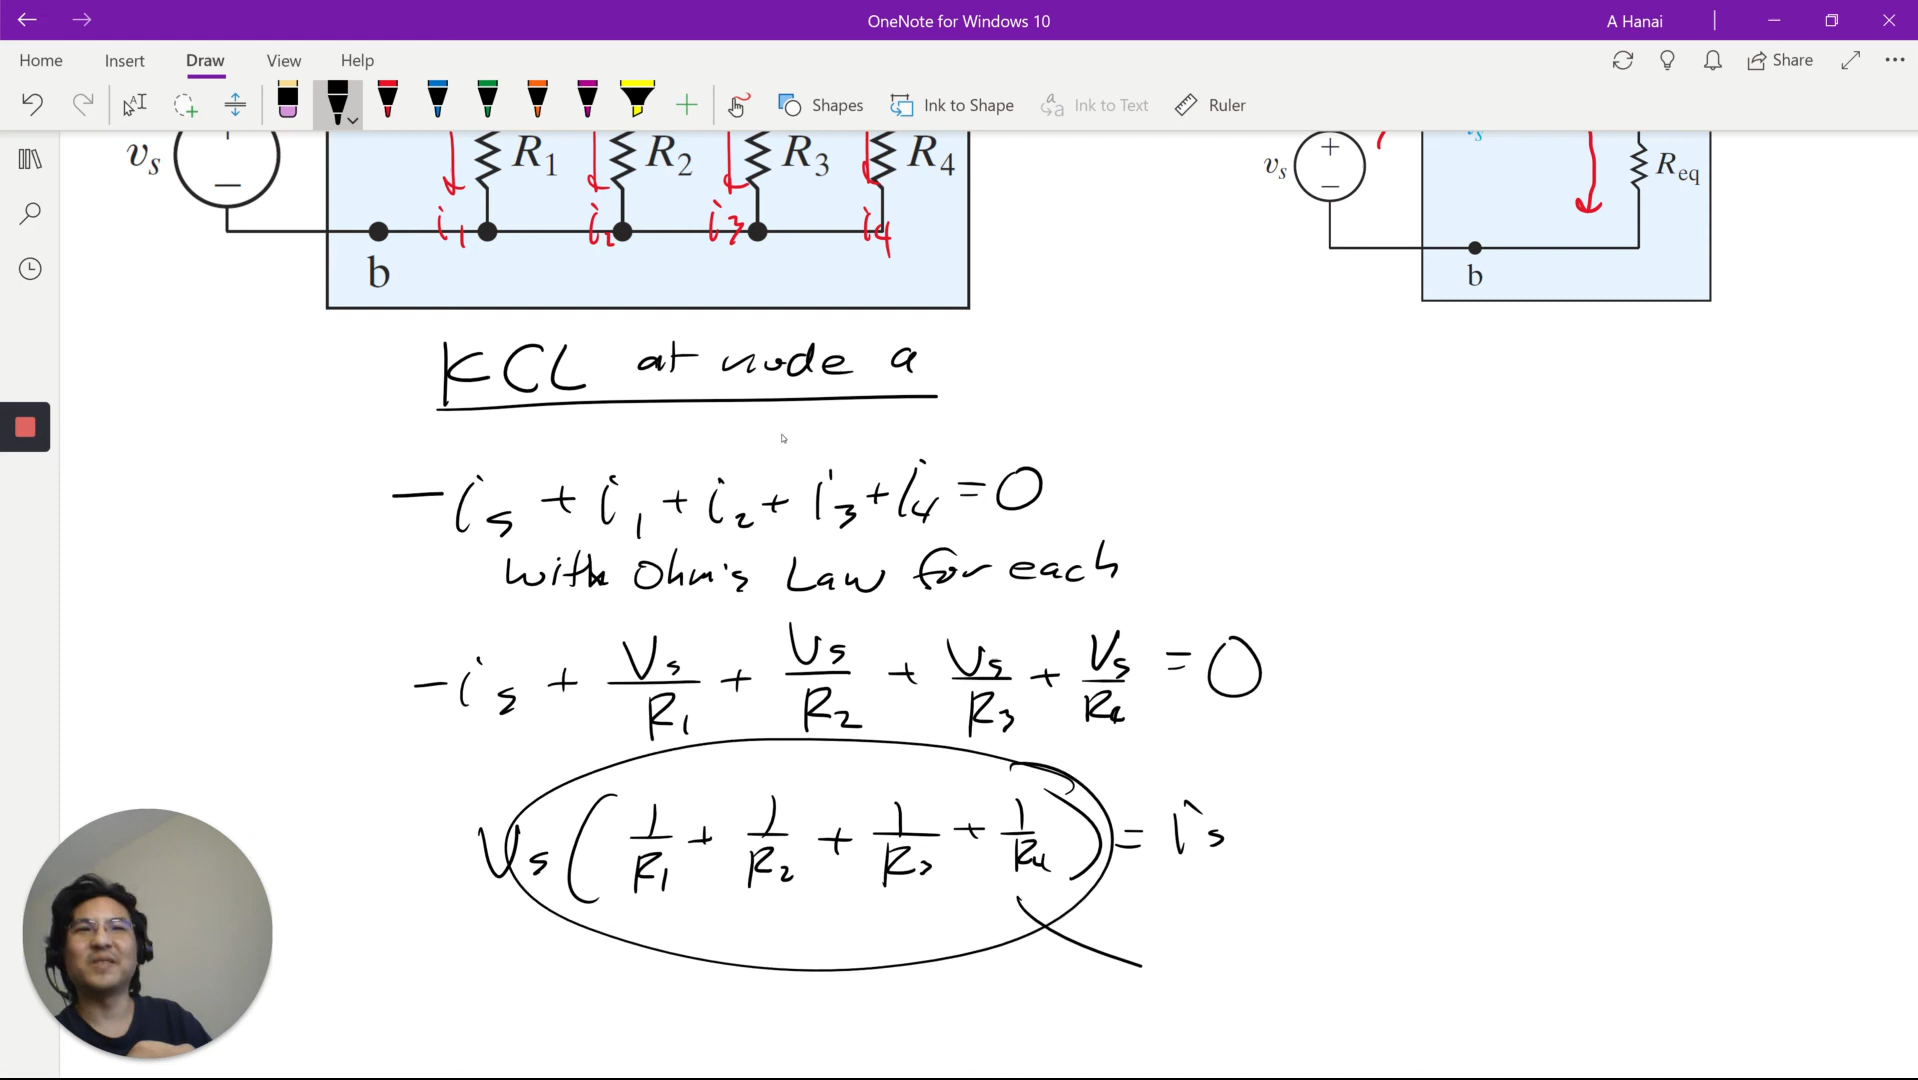 OneNote for Windows 10
A Hanai
Home Insert Draw View Help
Share
Shapes
Ink to Shape
Ink to Text
Ruler
vs R1 R2 R3 R4
i1 i2 i3 i4
b
vs + − vs Req
b
KCL at node a
−is + i1 + i2 + i3 + i4 = 0
with Ohm's Law for each
−is + Vs/R1 + Vs/R2 + Vs/R3 + Vs/R4 = 0
Vs(1/R1 + 1/R2 + 1/R3 + 1/R4) = is